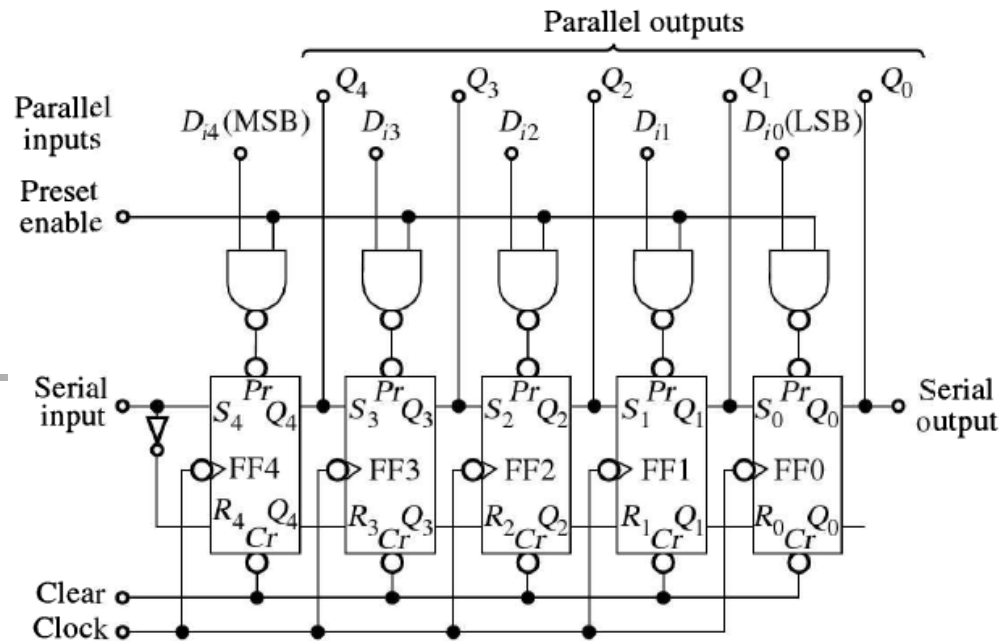 Parallel outputs
Q4 Q3 Q2 Q1 Q0
Parallel inputs
Di4(MSB) Di3 Di2 Di1 Di0(LSB)
Preset enable
Pr Pr Pr Pr Pr
Serial input
S4 Q4 S3 Q3 S2 Q2 S1 Q1 S0 Q0
Serial output
FF4 FF3 FF2 FF1 FF0
R4 Q4 R3 Q3 R2 Q2 R1 Q1 R0 Q0
Cr Cr Cr Cr Cr
Clear
Clock